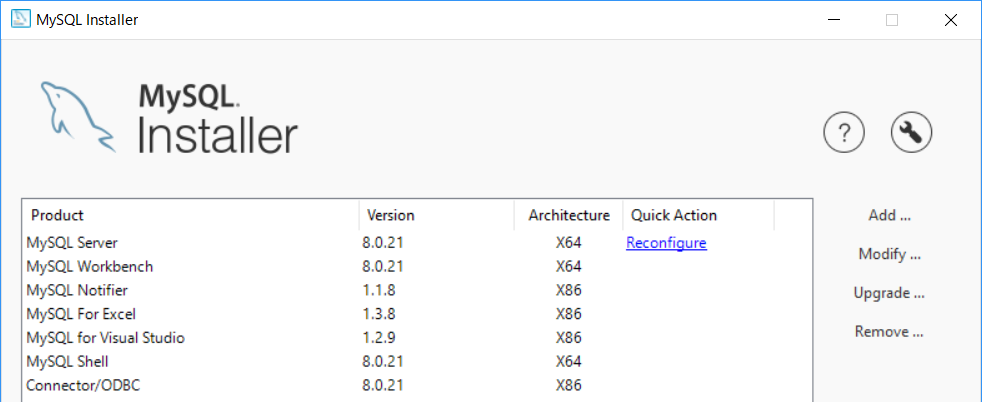 MySQL Installer
MySQL.
Installer
?
Product Version Architecture Quick Action
MySQL Server 8.0.21 X64 Reconfigure
MySQL Workbench 8.0.21 X64
MySQL Notifier 1.1.8 X86
MySQL For Excel 1.3.8 X86
MySQL for Visual Studio 1.2.9 X86
MySQL Shell 8.0.21 X64
Connector/ODBC 8.0.21 X86
Add ...
Modify ...
Upgrade ...
Remove ...